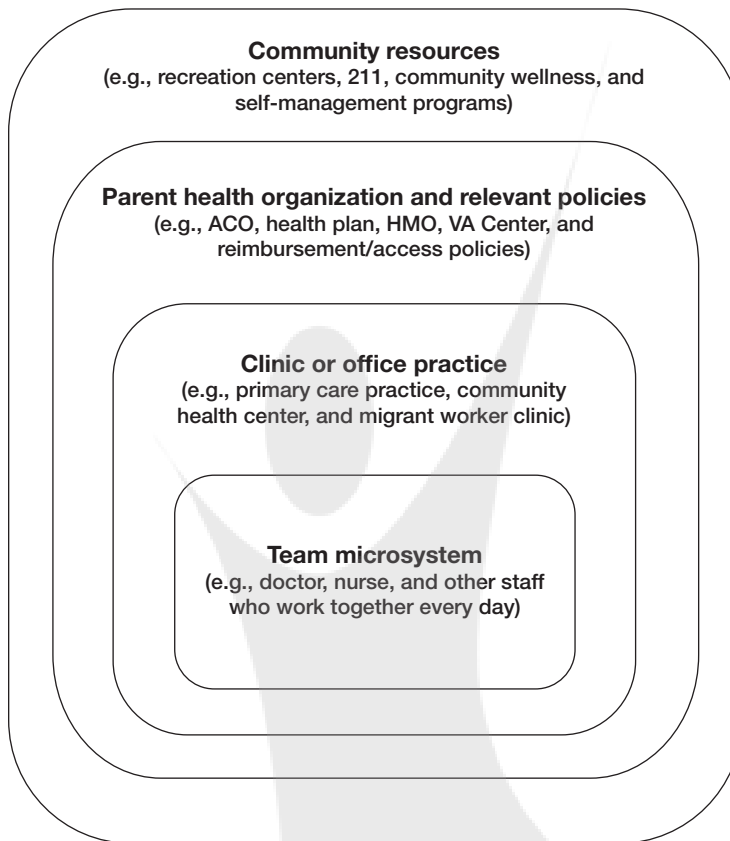 Community resources
(e.g., recreation centers, 211, community wellness, and
self-management programs)
Parent health organization and relevant policies
(e.g., ACO, health plan, HMO, VA Center, and
reimbursement/access policies)
Clinic or office practice
(e.g., primary care practice, community
health center, and migrant worker clinic)
Team microsystem
(e.g., doctor, nurse, and other staff
who work together every day)